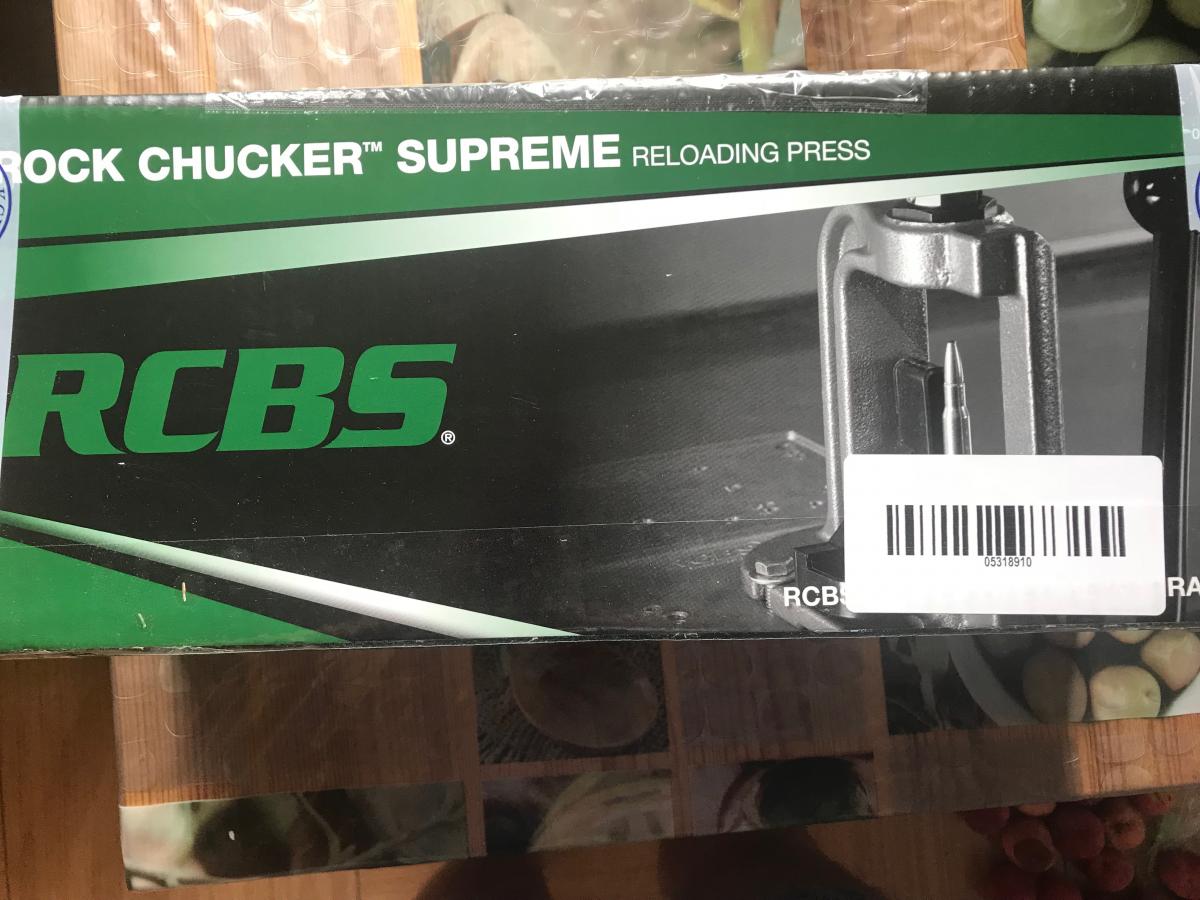 ROCK CHUCKER™ SUPREME RELOADING PRESS
RCBS®
05318910
RCBS